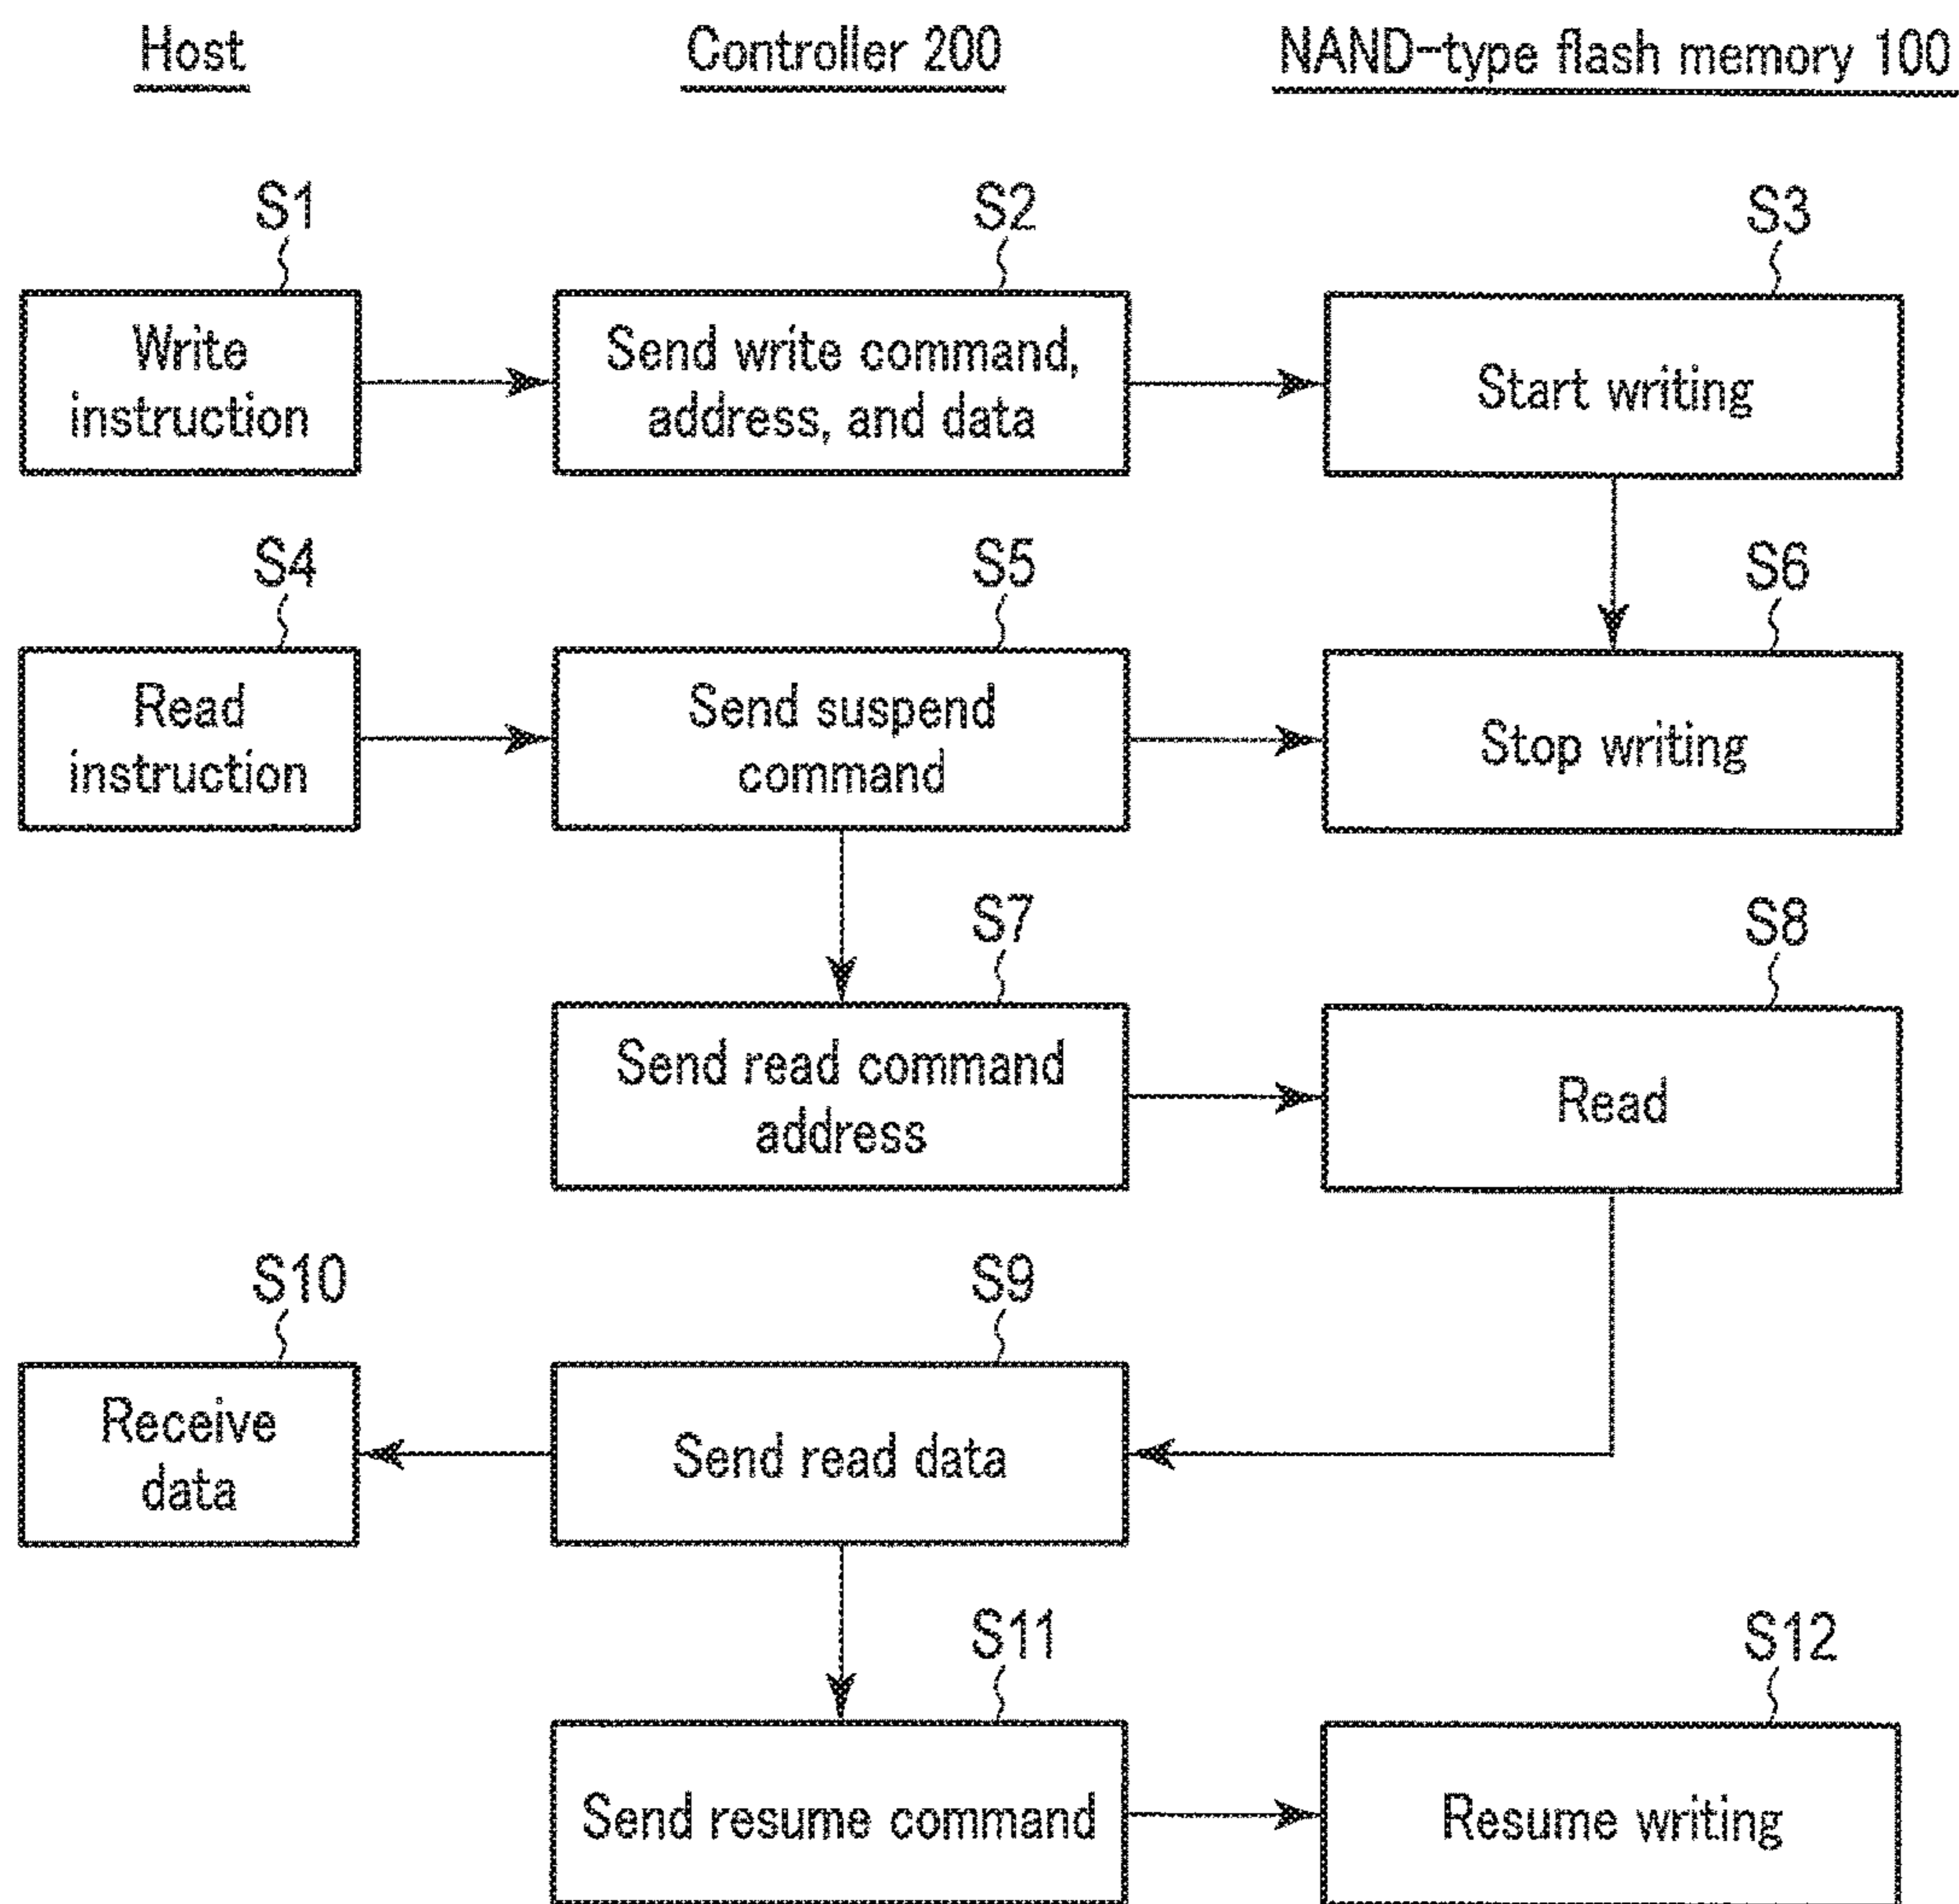 Host
Controller 200
NAND-type flash memory 100
S1
S2
S3
Write
instruction
Send write command,
address, and data
Start writing
S4
S5
S6
Read
instruction
Send suspend
command
Stop writing
S7
S8
Send read command
address
Read
S10
S9
Receive
data
Send read data
S11
S12
Send resume command
Resume writing